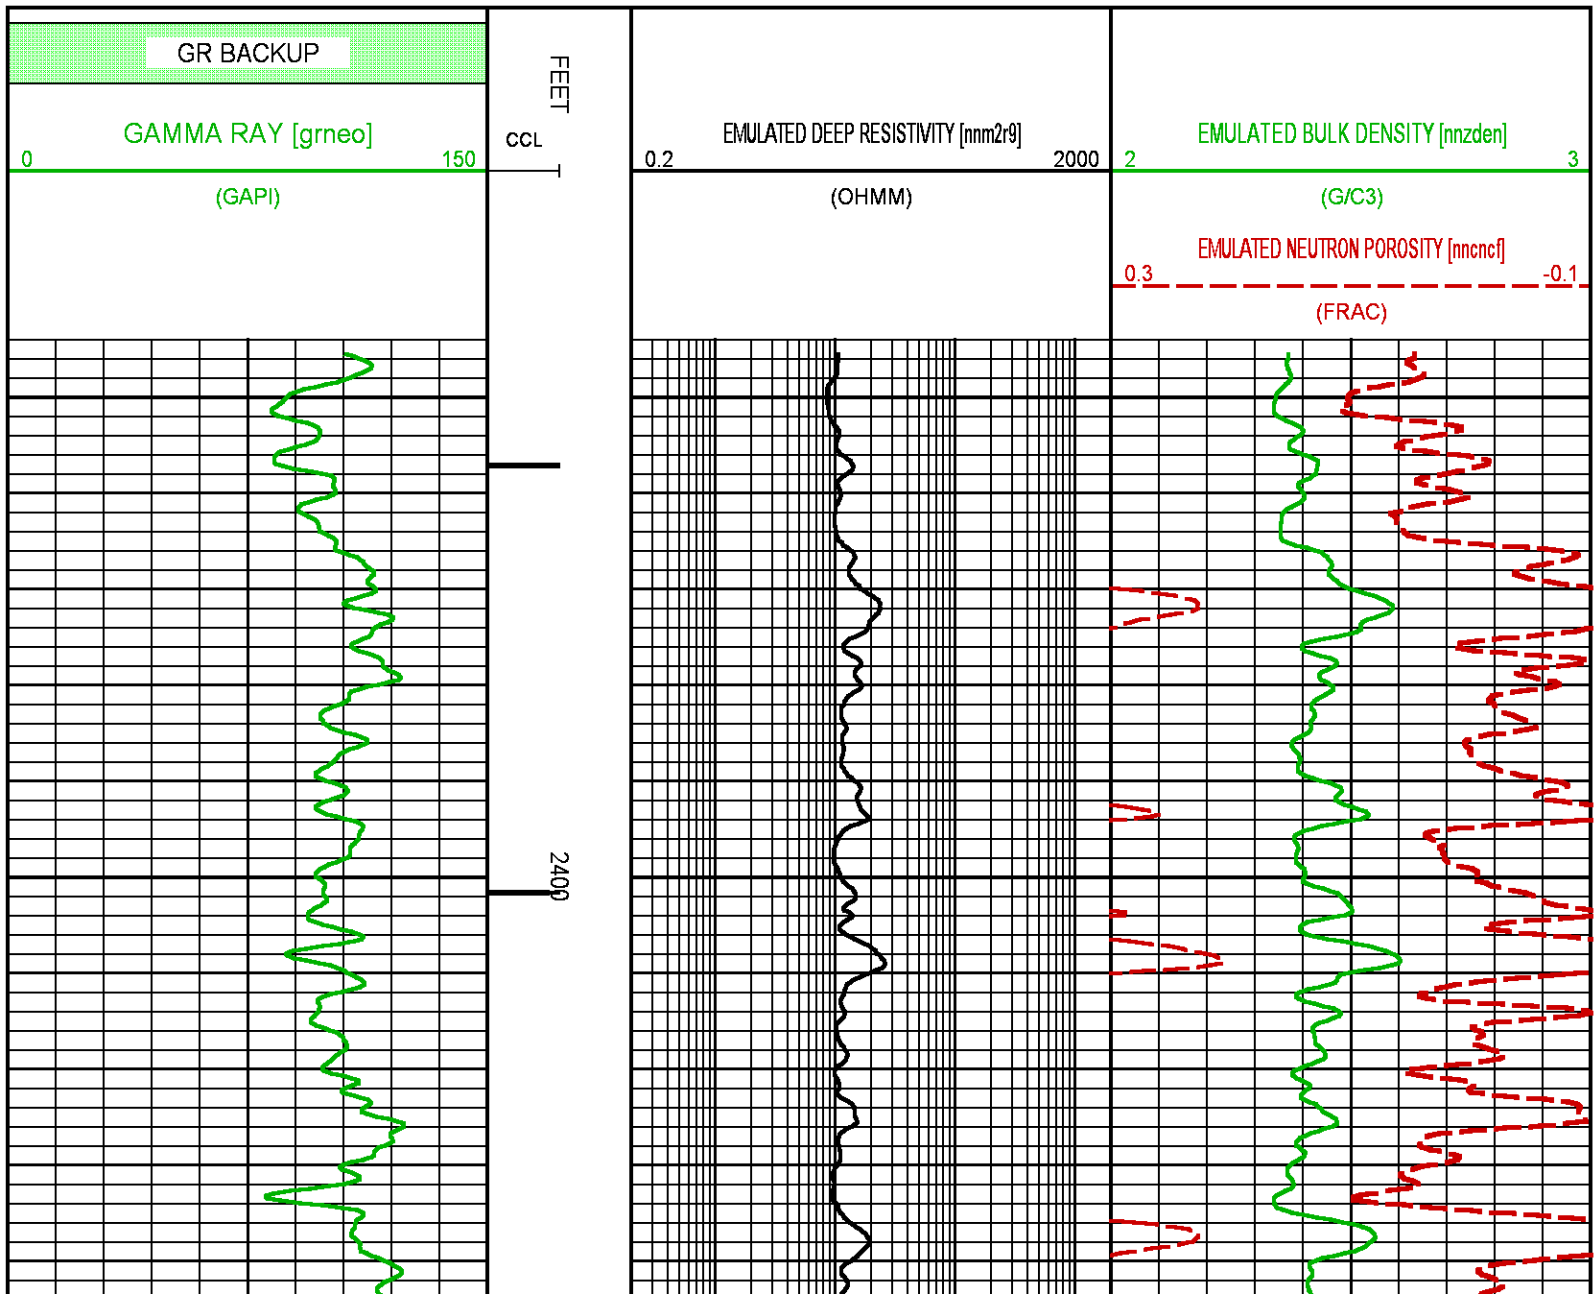 GR BACKUP
GAMMA RAY [grneo]
0 150
(GAPI)
FEET
CCL
EMULATED DEEP RESISTIVITY [nnm2r9]
0.2 2000
(OHMM)
EMULATED BULK DENSITY [nnzden]
2 3
(G/C3)
EMULATED NEUTRON POROSITY [nncncf]
0.3 -0.1
(FRAC)
2400